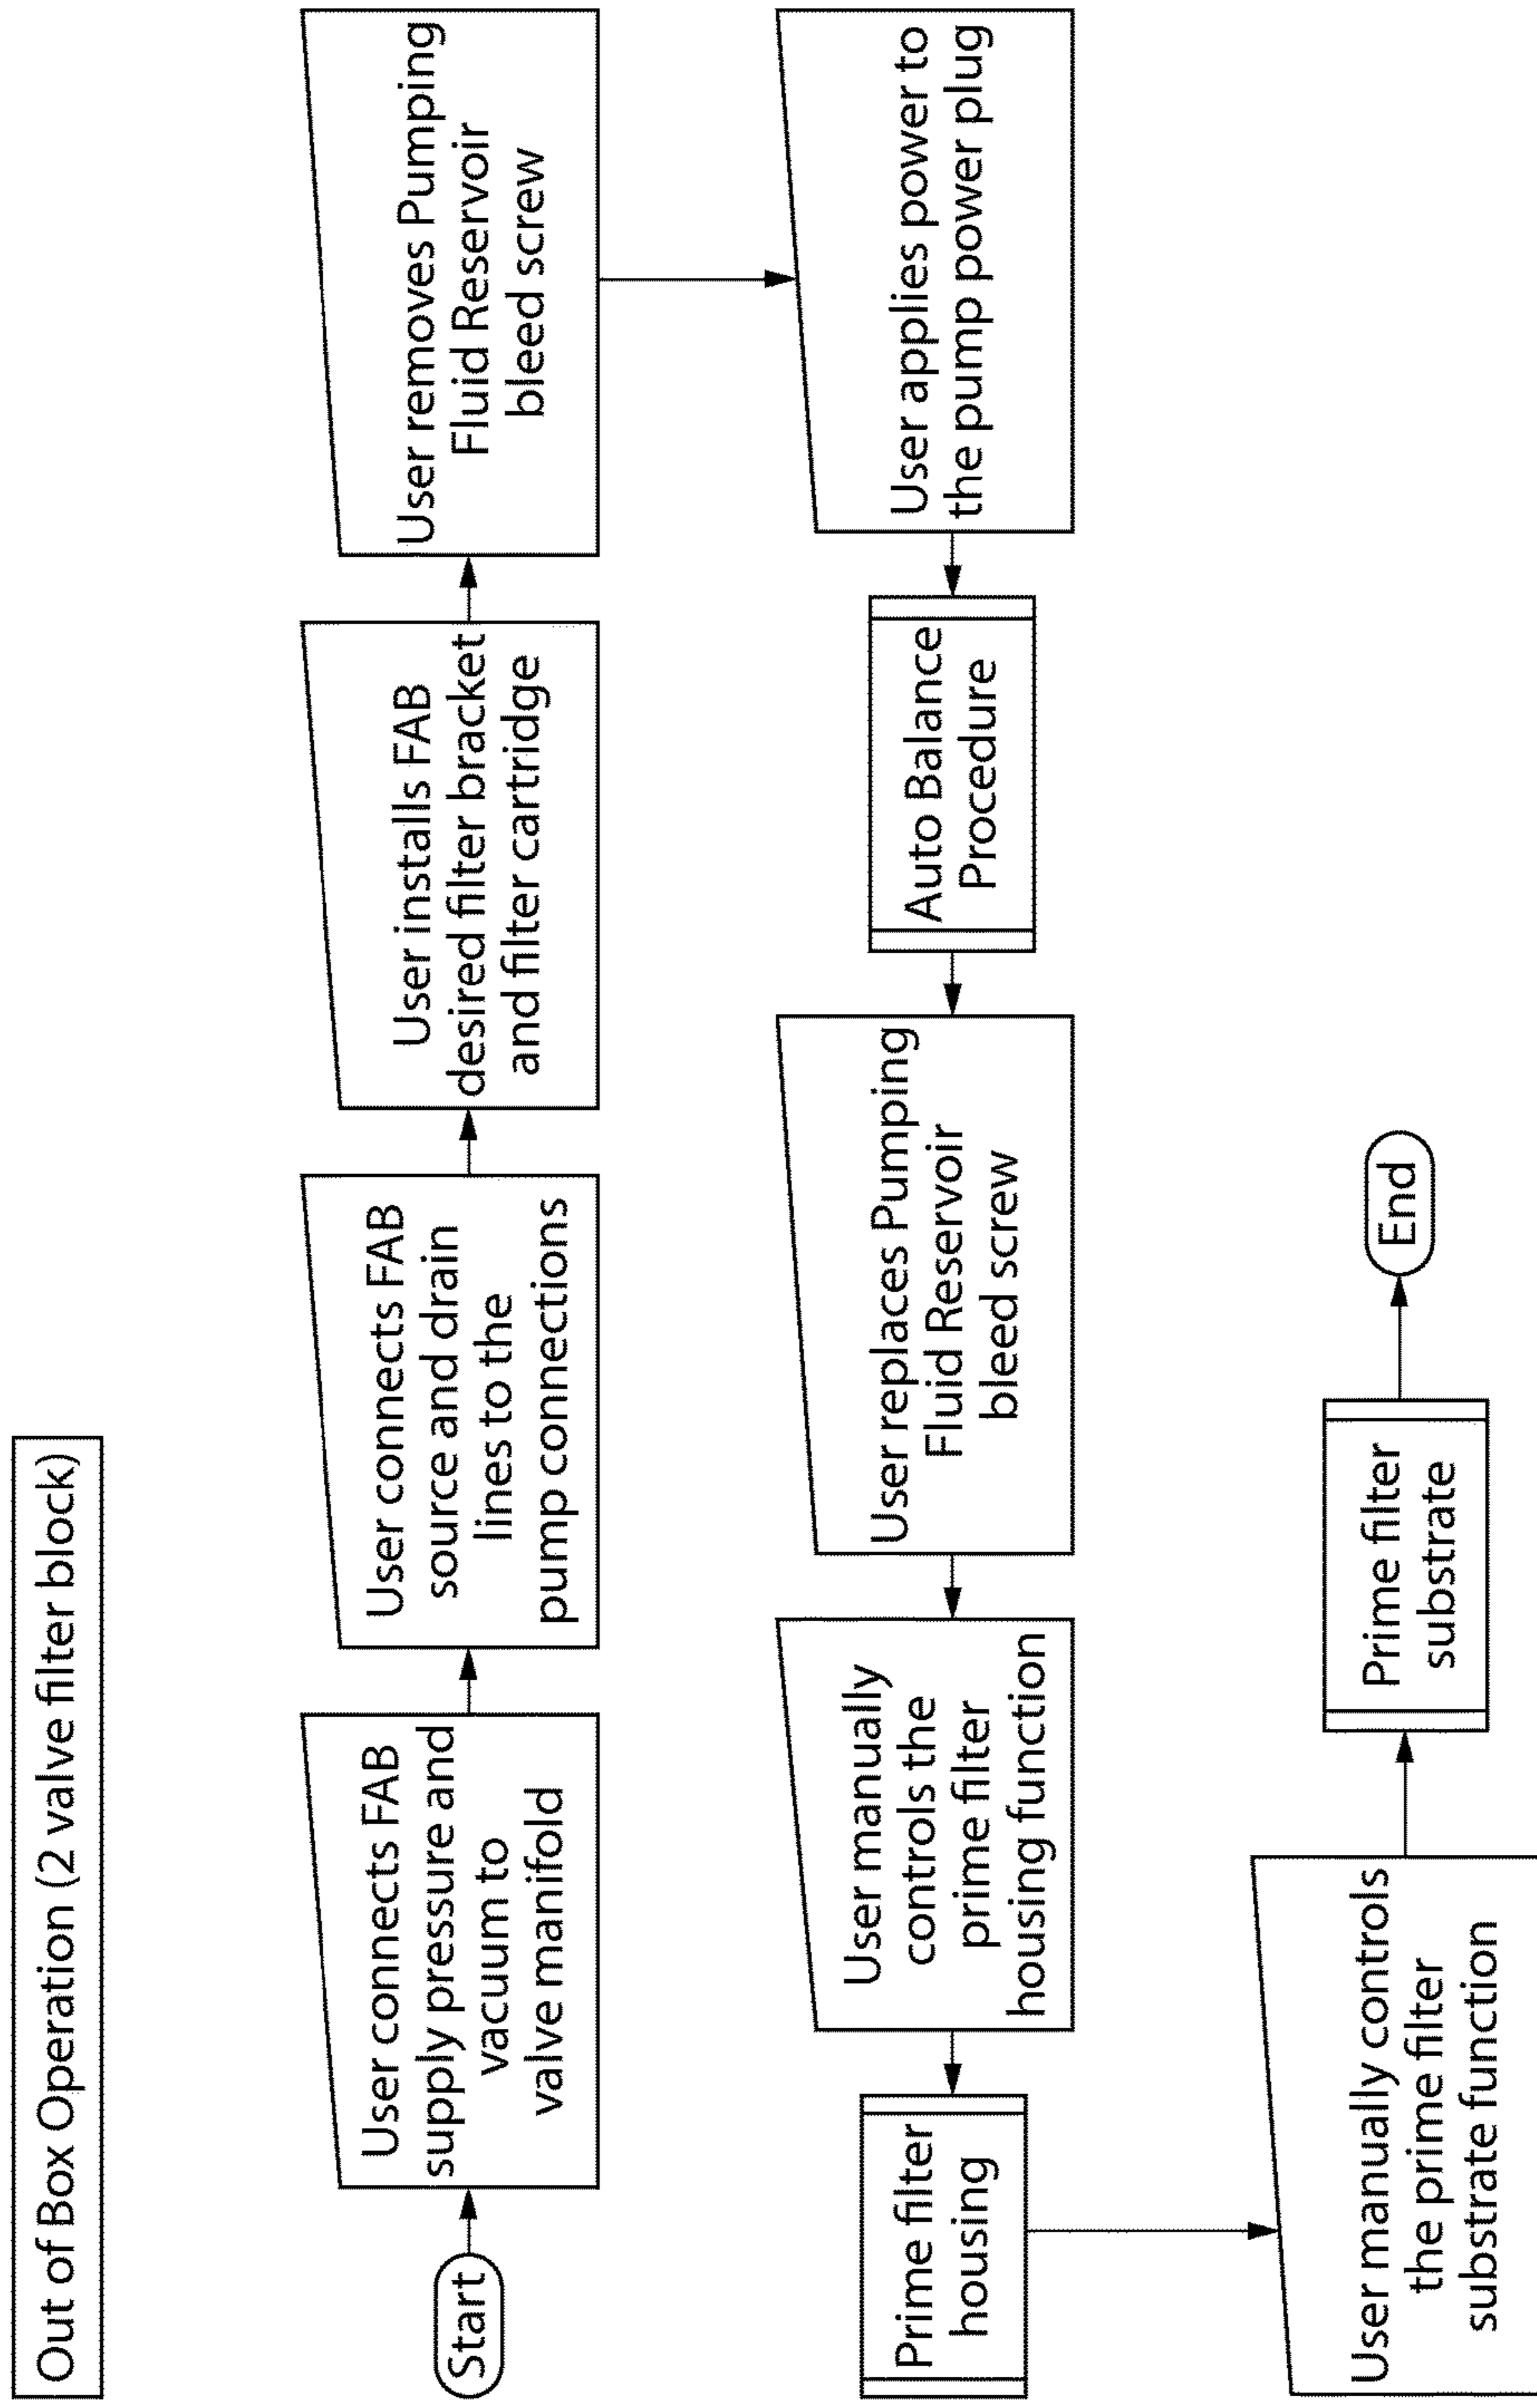 Out of Box Operation (2 valve filter block)
Start
User connects FAB
supply pressure and
vacuum to
valve manifold
User connects FAB
source and drain
lines to the
pump connections
User installs FAB
desired filter bracket
and filter cartridge
User removes Pumping
Fluid Reservoir
bleed screw
User applies power to
the pump power plug
Auto Balance
Procedure
User replaces Pumping
Fluid Reservoir
bleed screw
User manually
controls the
prime filter
housing function
Prime filter
housing
User manually controls
the prime filter
substrate function
Prime filter
substrate
End